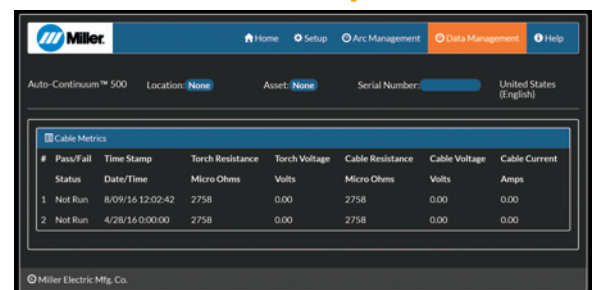 Miller
Home Setup Arc Management Data Management Help
Auto-Continuum™ 500 Location: None Asset: None Serial Number: United States
(English)
Cable Metrics
# Pass/Fail Time Stamp Torch Resistance Torch Voltage Cable Resistance Cable Voltage Cable Current
Status Date/Time Micro Ohms Volts Micro Ohms Volts Amps
1 Not Run 8/09/16 12:02:42 2758 0.00 2758 0.00 0.00
2 Not Run 4/28/16 0:00:00 2758 0.00 2758 0.00 0.00
© Miller Electric Mfg. Co.